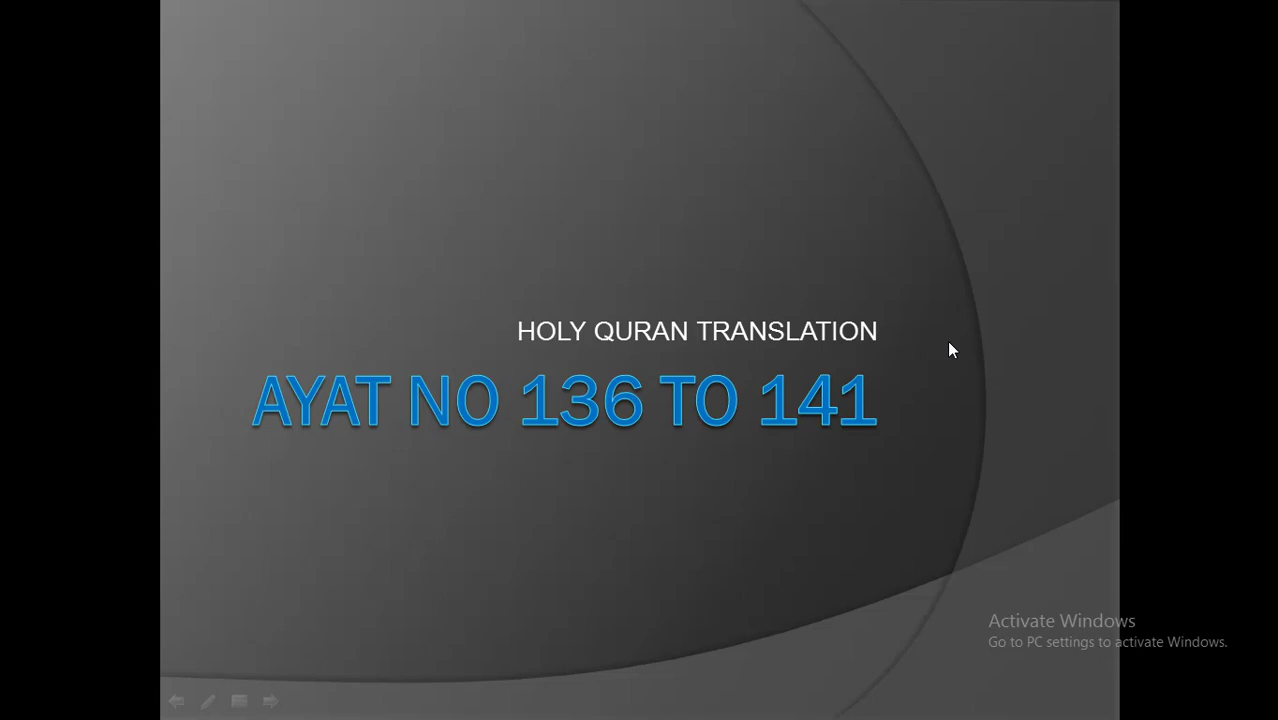 HOLY QURAN TRANSLATION
AYAT NO 136 TO 141
Activate Windows
Go to PC settings to activate Windows.